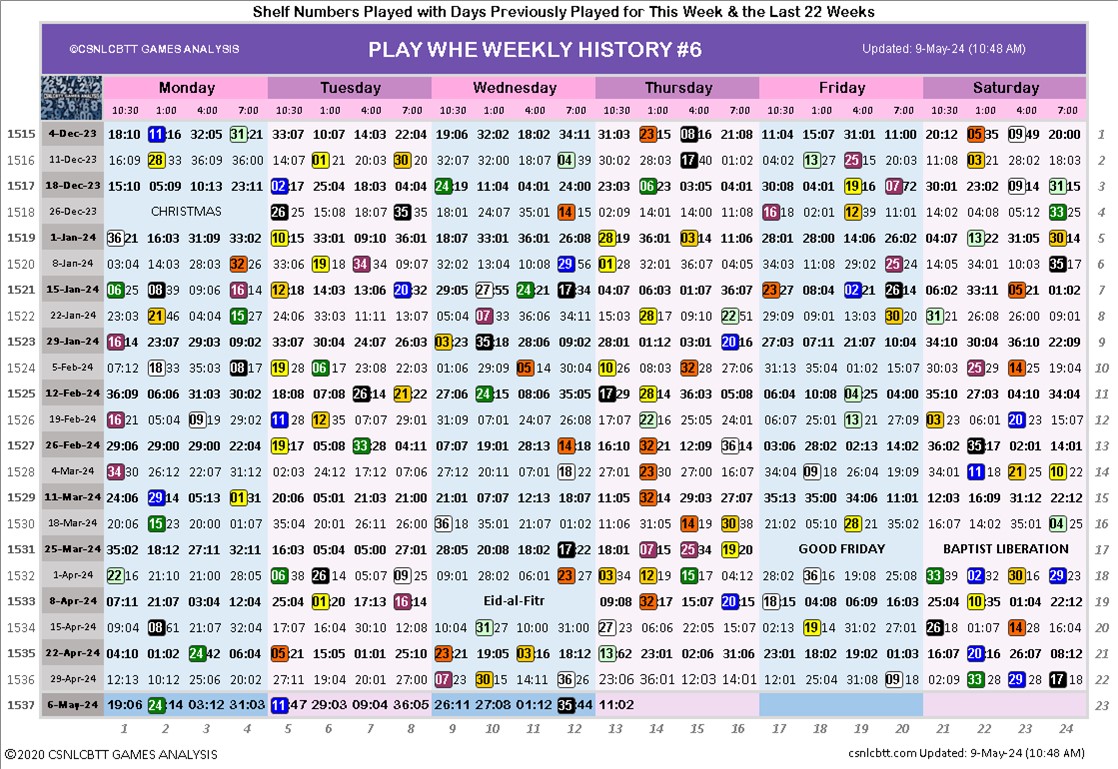 Shelf Numbers Played with Days Previously Played for This Week & the Last 22 Weeks
©CSNLCBTT GAMES ANALYSIS PLAY WHE WEEKLY HISTORY #6 Updated: 9-May-24 (10:48 AM)
Monday Tuesday Wednesday Thursday Friday Saturday
10:30 1:00 4:00 7:00 10:30 1:00 4:00 7:00 10:30 1:00 4:00 7:00 10:30 1:00 4:00 7:00 10:30 1:00 4:00 7:00 10:30 1:00 4:00 7:00
1515 4-Dec-23 18:10 11:16 32:05 31:21 33:07 10:07 14:03 22:04 19:06 32:02 18:02 34:11 31:03 23:15 08:16 21:08 11:04 15:07 31:01 11:00 20:12 05:35 09:49 20:00 1
1516 11-Dec-23 16:09 28:33 36:09 36:00 14:07 01:21 20:03 30:20 32:07 32:00 18:07 04:39 30:02 28:03 15:40 01:02 04:02 13:27 25:15 20:03 11:08 03:21 28:02 18:03 2
1517 18-Dec-23 15:10 05:09 10:13 23:11 02:17 25:04 18:03 04:04 24:19 11:04 04:01 24:00 23:03 06:23 03:05 04:01 30:08 04:01 19:16 07:72 30:01 23:02 09:14 31:15 3
1518 26-Dec-23 CHRISTMAS 26:25 15:08 18:07 35:35 18:01 24:07 35:01 14:15 02:09 14:01 14:00 11:08 17:18 02:01 12:39 11:01 14:02 04:08 05:12 33:25 4
1519 1-Jan-24 36:21 16:03 31:09 33:02 10:15 33:01 09:10 36:01 18:07 33:01 36:01 26:08 28:19 36:01 03:14 11:06 28:01 28:00 14:06 26:02 04:07 13:22 31:05 30:14 5
1520 8-Jan-24 03:04 14:03 28:03 32:26 33:06 19:18 34:34 09:07 32:02 13:04 10:08 29:56 01:28 32:01 36:07 04:05 34:03 11:08 29:02 25:24 14:05 34:01 10:03 35:17 6
1521 15-Jan-24 06:25 08:39 09:06 16:14 12:18 14:03 13:06 20:32 29:05 27:55 24:21 17:34 04:07 06:03 01:07 36:07 23:27 08:04 02:21 26:14 06:02 33:11 05:21 01:02 7
1522 22-Jan-24 23:03 21:46 04:04 15:27 24:06 33:03 11:11 13:07 05:04 07:33 36:06 34:11 15:03 28:17 09:10 22:51 29:09 09:01 04:03 30:20 31:21 26:08 26:00 09:01 8
1523 29-Jan-24 16:14 23:07 29:03 09:02 33:07 30:04 24:07 26:03 03:23 35:18 28:06 09:02 28:01 01:12 03:01 20:16 27:03 07:11 21:07 10:04 34:10 30:04 36:10 22:09 9
1524 5-Feb-24 07:12 18:33 35:03 08:17 19:28 06:17 23:08 22:03 01:06 29:09 05:14 30:04 10:26 08:03 32:28 27:06 31:13 35:04 01:02 15:07 30:03 25:29 14:25 19:04 10
1525 12-Feb-24 36:09 06:06 31:03 30:02 18:08 07:08 26:14 21:22 27:06 24:15 08:06 35:05 17:29 28:14 36:03 05:08 06:04 10:08 04:25 04:00 35:10 27:03 04:10 34:04 11
1526 19-Feb-24 16:21 05:04 09:19 05:02 11:28 12:35 07:07 29:01 31:09 07:01 24:07 26:08 14:07 22:16 25:05 24:01 06:07 25:01 13:21 27:09 03:23 06:01 20:23 15:07 12
1527 26-Feb-24 29:06 29:00 29:00 22:04 19:17 05:08 33:28 04:11 07:07 19:01 28:13 14:18 16:10 32:21 12:09 36:14 03:06 28:02 02:13 14:02 36:02 35:17 02:01 14:01 13
1528 4-Mar-24 34:30 26:12 22:07 31:12 02:03 24:12 17:12 07:06 27:12 20:11 07:01 18:22 27:01 23:30 27:00 16:07 34:04 09:18 26:04 19:09 34:01 11:18 21:25 10:22 14
1529 11-Mar-24 24:06 29:14 05:13 01:31 20:06 05:01 21:03 21:00 21:01 07:07 12:13 18:07 11:05 32:14 29:03 27:07 35:13 35:00 34:06 11:01 12:03 16:09 31:12 22:12 15
1530 18-Mar-24 20:06 15:23 20:00 01:07 35:04 20:01 26:11 26:00 36:18 35:01 21:07 01:02 11:06 31:05 14:19 30:38 21:02 05:10 28:21 05:01 16:07 14:02 35:01 04:25 16
1531 25-Mar-24 35:02 18:12 27:11 32:11 16:03 05:04 05:00 05:00 28:05 20:08 18:02 17:22 18:01 07:15 25:34 19:20 GOOD FRIDAY BAPTIST LIBERATION 17
1532 1-Apr-24 22:16 21:10 21:00 28:05 06:38 26:14 05:07 09:25 09:01 28:02 06:01 23:27 03:34 12:19 15:17 04:12 28:02 36:16 19:08 25:08 33:39 02:32 30:16 29:23 18
1533 8-Apr-24 07:11 21:07 03:04 12:04 25:04 01:20 17:13 16:14 Eid-al-Fitr 09:08 32:17 15:07 20:15 18:15 04:08 06:09 16:03 25:04 10:35 01:04 22:12 19
1534 15-Apr-24 09:04 08:61 21:07 32:04 17:07 16:04 30:10 12:08 10:04 31:27 10:00 31:00 27:23 06:06 22:05 15:07 02:13 19:14 31:02 27:01 26:18 01:07 14:28 16:04 20
1535 22-Apr-24 04:10 01:02 24:42 06:04 05:21 15:05 01:01 25:10 23:21 19:05 03:16 18:12 13:62 23:01 02:06 31:06 23:01 18:02 19:02 01:03 16:07 20:16 26:07 08:12 21
1536 29-Apr-24 12:13 10:12 25:06 20:02 11:21 19:04 07:07 22:02 07:23 30:15 14:11 36:26 23:06 36:01 12:03 14:01 12:01 25:04 31:08 09:18 02:09 33:28 29:28 17:18 22
1537 6-May-24 19:06 24:14 03:12 31:03 11:47 29:03 09:04 36:05 26:11 27:08 01:12 35:44 11:02 23
1 2 3 4 5 6 7 8 9 10 11 12 13 14 15 16 17 18 19 20 21 22 23 24
©2020 CSNLCBTT GAMES ANALYSIS csnlcbtt.com Updated: 9-May-24 (10:48 AM)